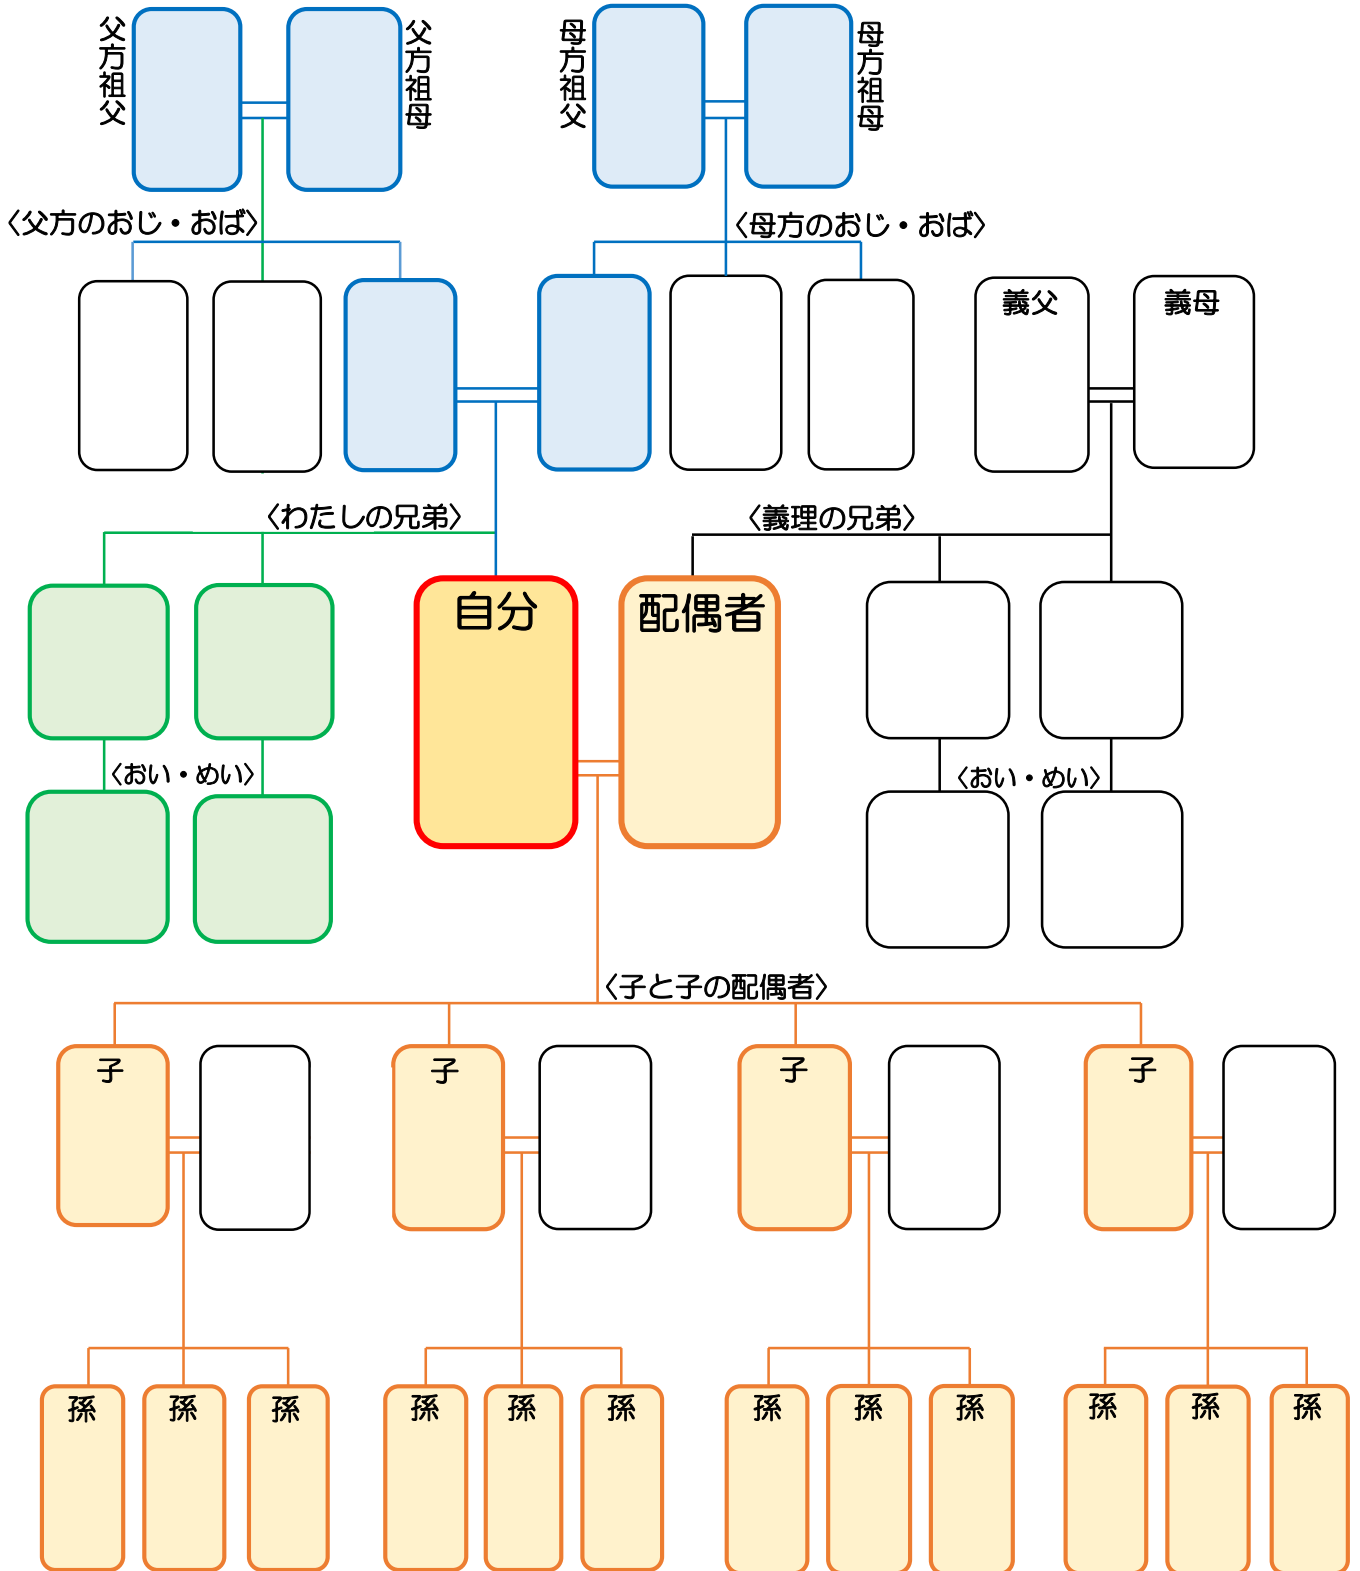 父方祖父
父方祖母
母方祖父
母方祖母
〈父方のおじ・おば〉
〈母方のおじ・おば〉
義父
義母
〈わたしの兄弟〉
〈義理の兄弟〉
自分
配偶者
〈おい・めい〉
〈おい・めい〉
〈子と子の配偶者〉
子
子
子
子
孫
孫
孫
孫
孫
孫
孫
孫
孫
孫
孫
孫